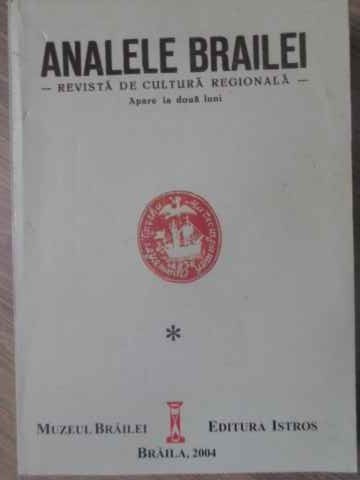 ANALELE BRAILEI
— REVISTĂ DE CULTURĂ REGIONALĂ —
Apare la două luni
*
MUZEUL BRĂILEI
EDITURA ISTROS
BRĂILA, 2004